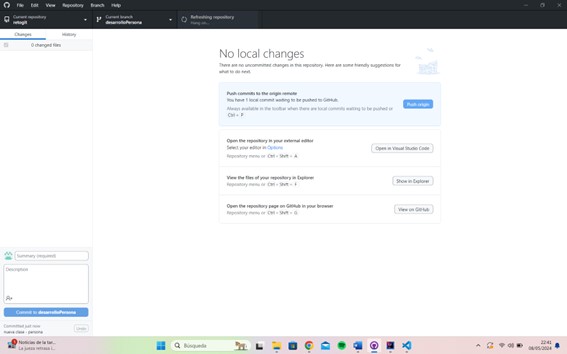 File Edit View Repository Branch Help
Current repository
retogit
Current branch
desarrolloPersona
Refreshing repository
Changes
History
0 changed files
No local changes
There are no uncommitted changes in this repository. Here are some friendly suggestions for
what to do next.
Push commits to the origin remote
You have 1 local commit waiting to be pushed to GitHub.
Always available in the toolbar when there are local commits waiting to be pushed or
Ctrl + P
Push origin
Open the repository in your external editor
Select your editor in Options
Repository menu or Ctrl + Shift + A
Open in Visual Studio Code
View the files of your repository in Explorer
Repository menu or Ctrl + Shift + F
Show in Explorer
Open the repository page on GitHub in your browser
Repository menu or Ctrl + Shift + G
View on GitHub
Summary (required)
Description
Commit to desarrolloPersona
Committed just now
nueva clase - persona
Undo
Noticias de la tar...
La jueza retrasa i...
Búsqueda
22:41
08/05/2024